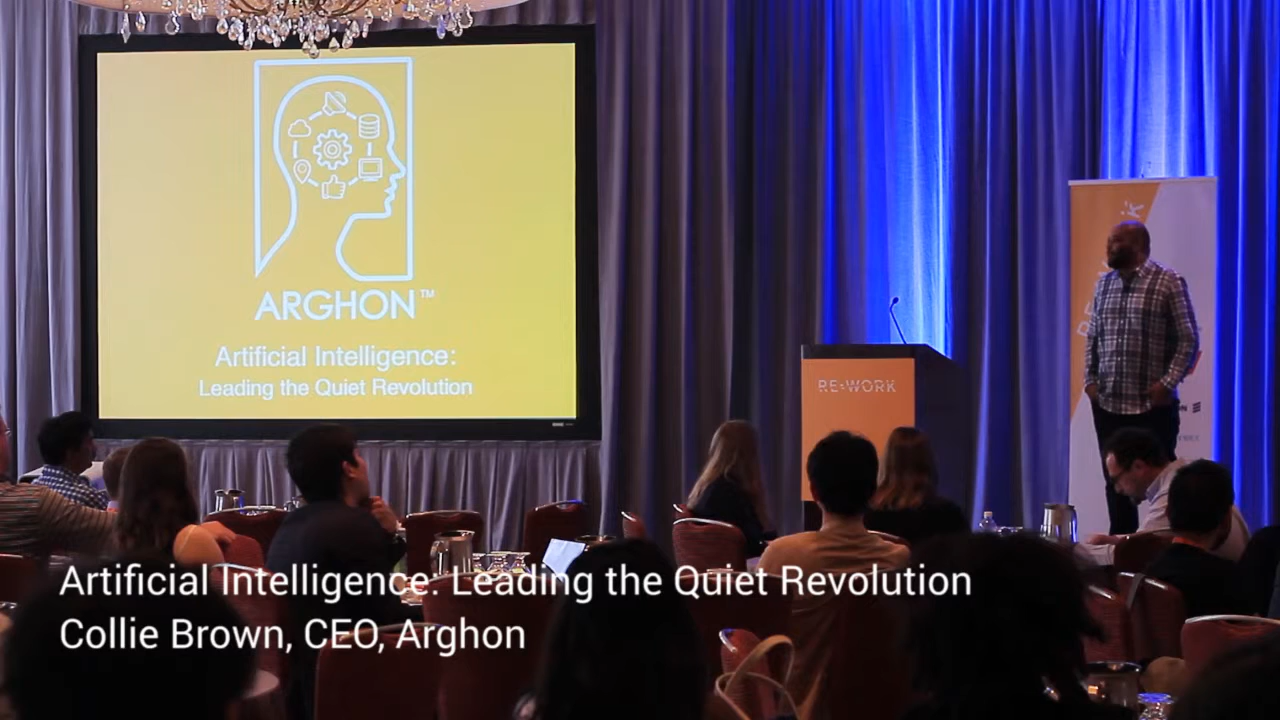 ARGHON™
Artificial Intelligence:
Leading the Quiet Revolution
RE•WORK
Artificial Intelligence: Leading the Quiet Revolution
Collie Brown, CEO, Arghon